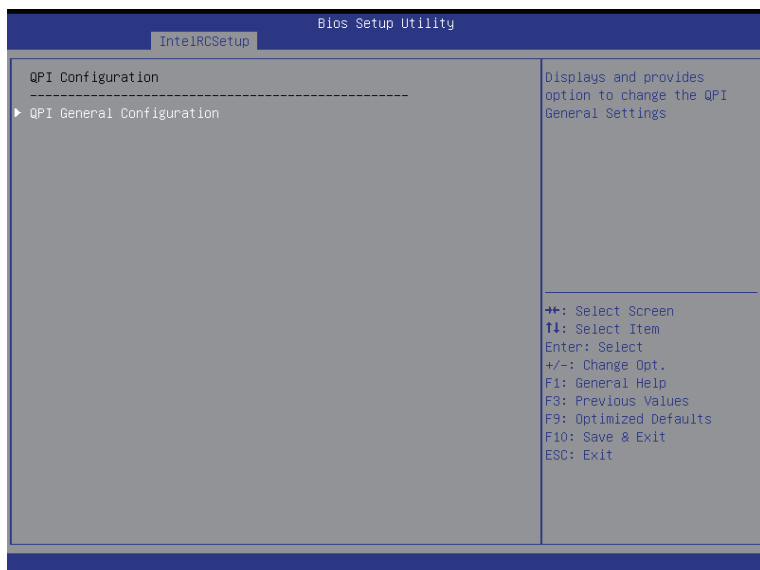 Bios Setup Utility
IntelRCSetup
QPI Configuration
--------------------------------------------------
▶ QPI General Configuration
Displays and provides
option to change the QPI
General Settings
→←: Select Screen
↑↓: Select Item
Enter: Select
+/-: Change Opt.
F1: General Help
F3: Previous Values
F9: Optimized Defaults
F10: Save & Exit
ESC: Exit